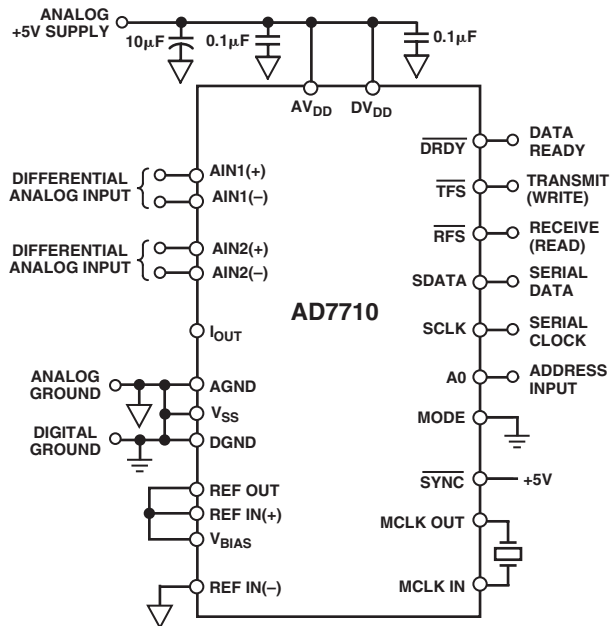 ANALOG
+5V SUPPLY
10µF
0.1µF
0.1µF
AVDD
DVDD
DRDY
DATA
READY
DIFFERENTIAL
ANALOG INPUT
AIN1(+)
AIN1(–)
TFS
TRANSMIT
(WRITE)
RFS
RECEIVE
(READ)
DIFFERENTIAL
ANALOG INPUT
AIN2(+)
AIN2(–)
SDATA
SERIAL
DATA
AD7710
IOUT
SCLK
SERIAL
CLOCK
ANALOG
GROUND
AGND
A0
ADDRESS
INPUT
VSS
MODE
DIGITAL
GROUND
DGND
REF OUT
SYNC
+5V
REF IN(+)
MCLK OUT
VBIAS
REF IN(–)
MCLK IN